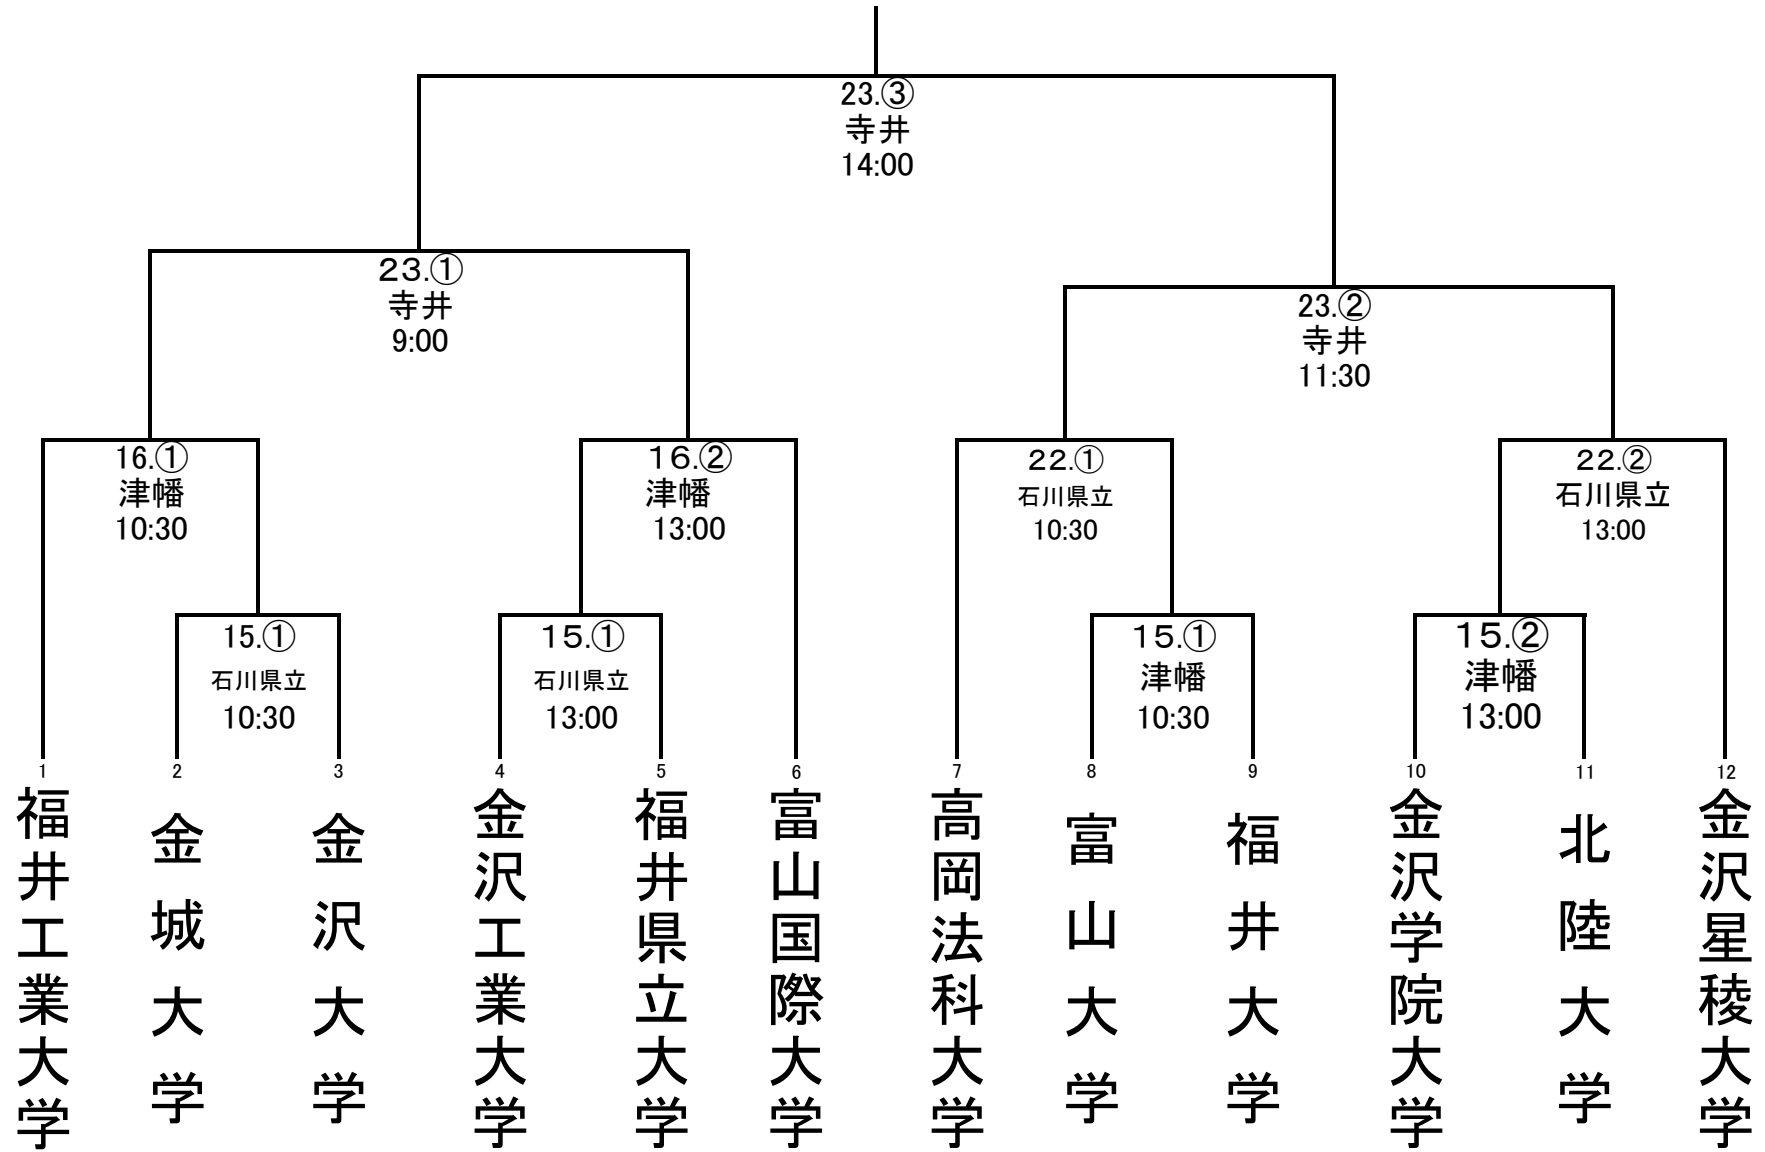 23.③
寺井
14:00
23.①
寺井
9:00
23.②
寺井
11:30
16.①
津幡
10:30
16.②
津幡
13:00
22.①
石川県立
10:30
22.②
石川県立
13:00
15.①
石川県立
10:30
15.①
石川県立
13:00
15.①
津幡
10:30
15.②
津幡
13:00
1
福井工業大学
2
金城大学
3
金沢大学
4
金沢工業大学
5
福井県立大学
6
富山国際大学
7
高岡法科大学
8
富山大学
9
福井大学
10
金沢学院大学
11
北陸大学
12
金沢星稜大学